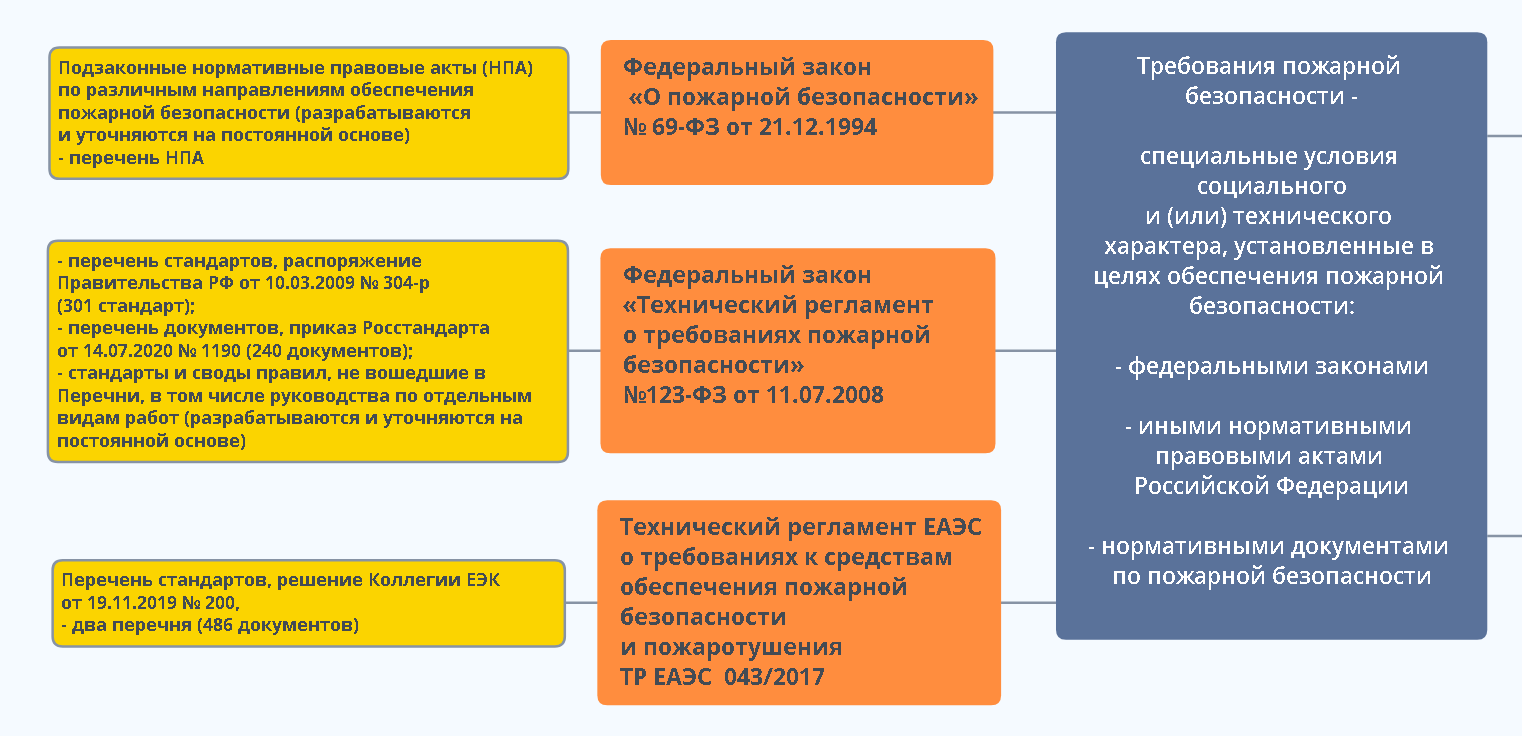 Подзаконные нормативные правовые акты (НПА)
по различным направлениям обеспечения
пожарной безопасности (разрабатываются
и уточняются на постоянной основе)
- перечень НПА
Федеральный закон
«О пожарной безопасности»
№ 69-ФЗ от 21.12.1994
Требования пожарной
безопасности -
специальные условия
социального
и (или) технического
характера, установленные в
целях обеспечения пожарной
безопасности:
- федеральными законами
- иными нормативными
правовыми актами
Российской Федерации
- нормативными документами
по пожарной безопасности
- перечень стандартов, распоряжение
Правительства РФ от 10.03.2009 № 304-р
(301 стандарт);
- перечень документов, приказ Росстандарта
от 14.07.2020 № 1190 (240 документов);
- стандарты и своды правил, не вошедшие в
Перечни, в том числе руководства по отдельным
видам работ (разрабатываются и уточняются на
постоянной основе)
Федеральный закон
«Технический регламент
о требованиях пожарной
безопасности»
№123-ФЗ от 11.07.2008
Перечень стандартов, решение Коллегии ЕЭК
от 19.11.2019 № 200,
- два перечня (486 документов)
Технический регламент ЕАЭС
о требованиях к средствам
обеспечения пожарной
безопасности
и пожаротушения
ТР ЕАЭС 043/2017